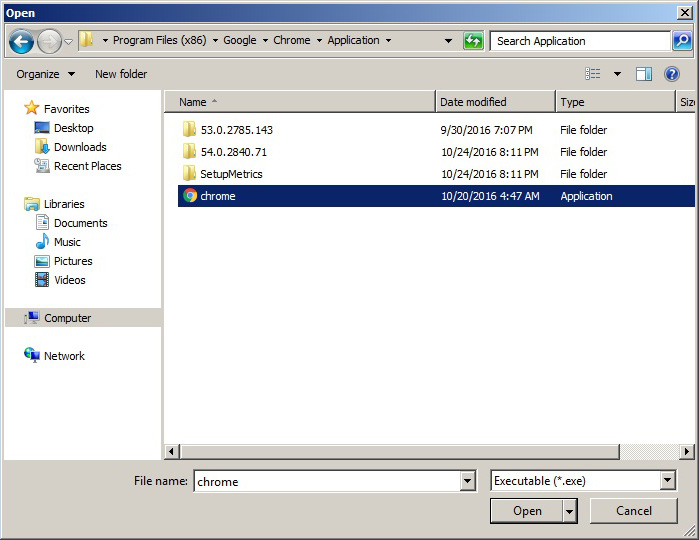 Open
Program Files (x86) Google Chrome Application Search Application
Organize New folder
Name Date modified Type Siz
53.0.2785.143 9/30/2016 7:07 PM File folder
54.0.2840.71 10/24/2016 8:11 PM File folder
SetupMetrics 10/24/2016 8:11 PM File folder
chrome 10/20/2016 4:47 AM Application
Favorites
Desktop
Downloads
Recent Places
Libraries
Documents
Music
Pictures
Videos
Computer
Network
File name: chrome Executable (*.exe)
Open Cancel